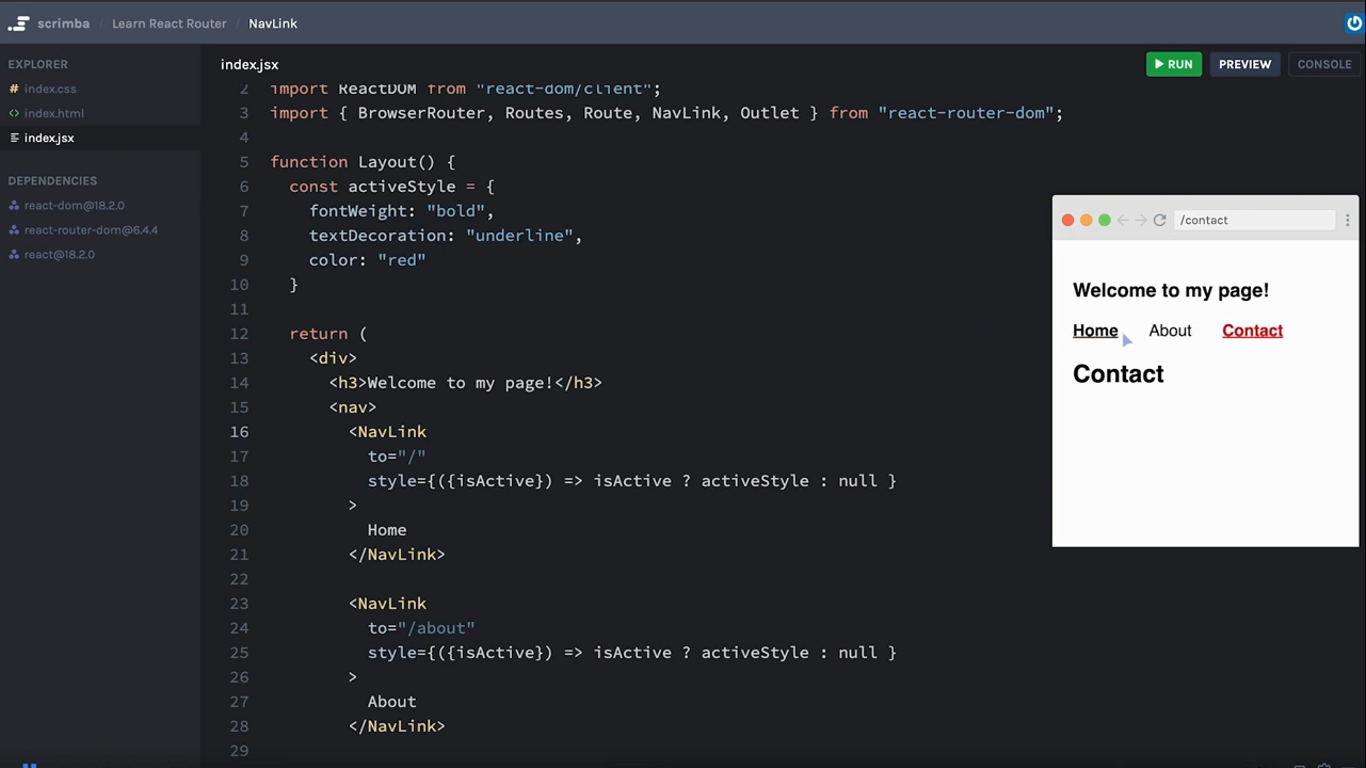 scrimba / Learn React Router / NavLink
EXPLORER
# index.css
<> index.html
index.jsx
DEPENDENCIES
react-dom@18.2.0
react-router-dom@6.4.4
react@18.2.0
index.jsx
RUN
PREVIEW
CONSOLE
2 import ReactDOM from "react-dom/client";
3 import { BrowserRouter, Routes, Route, NavLink, Outlet } from "react-router-dom";
4
5 function Layout() {
6 const activeStyle = {
7 fontWeight: "bold",
8 textDecoration: "underline",
9 color: "red"
10 }
11
12 return (
13 <div>
14 <h3>Welcome to my page!</h3>
15 <nav>
16 <NavLink
17 to="/"
18 style={({isActive}) => isActive ? activeStyle : null }
19 >
20 Home
21 </NavLink>
22
23 <NavLink
24 to="/about"
25 style={({isActive}) => isActive ? activeStyle : null }
26 >
27 About
28 </NavLink>
29
/contact
Welcome to my page!
Home About Contact
Contact